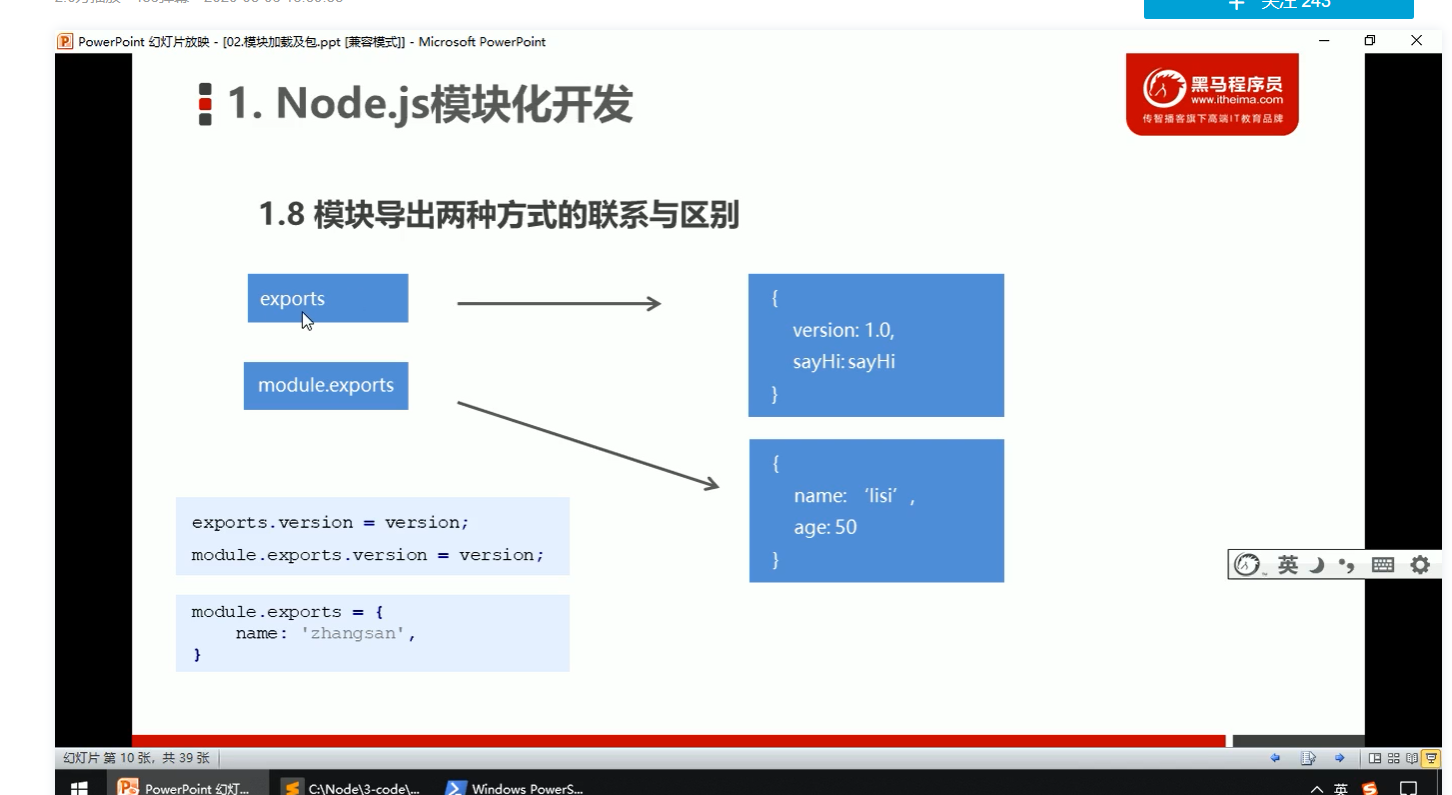 关注 243
PowerPoint 幻灯片放映 - [02.模块加载及包.ppt [兼容模式]] - Microsoft PowerPoint
1. Node.js模块化开发
黑马程序员
www.itheima.com
传智播客旗下高端IT教育品牌
1.8 模块导出两种方式的联系与区别
exports
{
version: 1.0,
sayHi: sayHi
}
module.exports
{
name: ‘lisi’,
age: 50
}
exports.version = version;
module.exports.version = version;
module.exports = {
name: 'zhangsan',
}
英
幻灯片 第 10 张，共 39 张
PowerPoint 幻灯...
C:\Node\3-code\...
Windows PowerS...
英